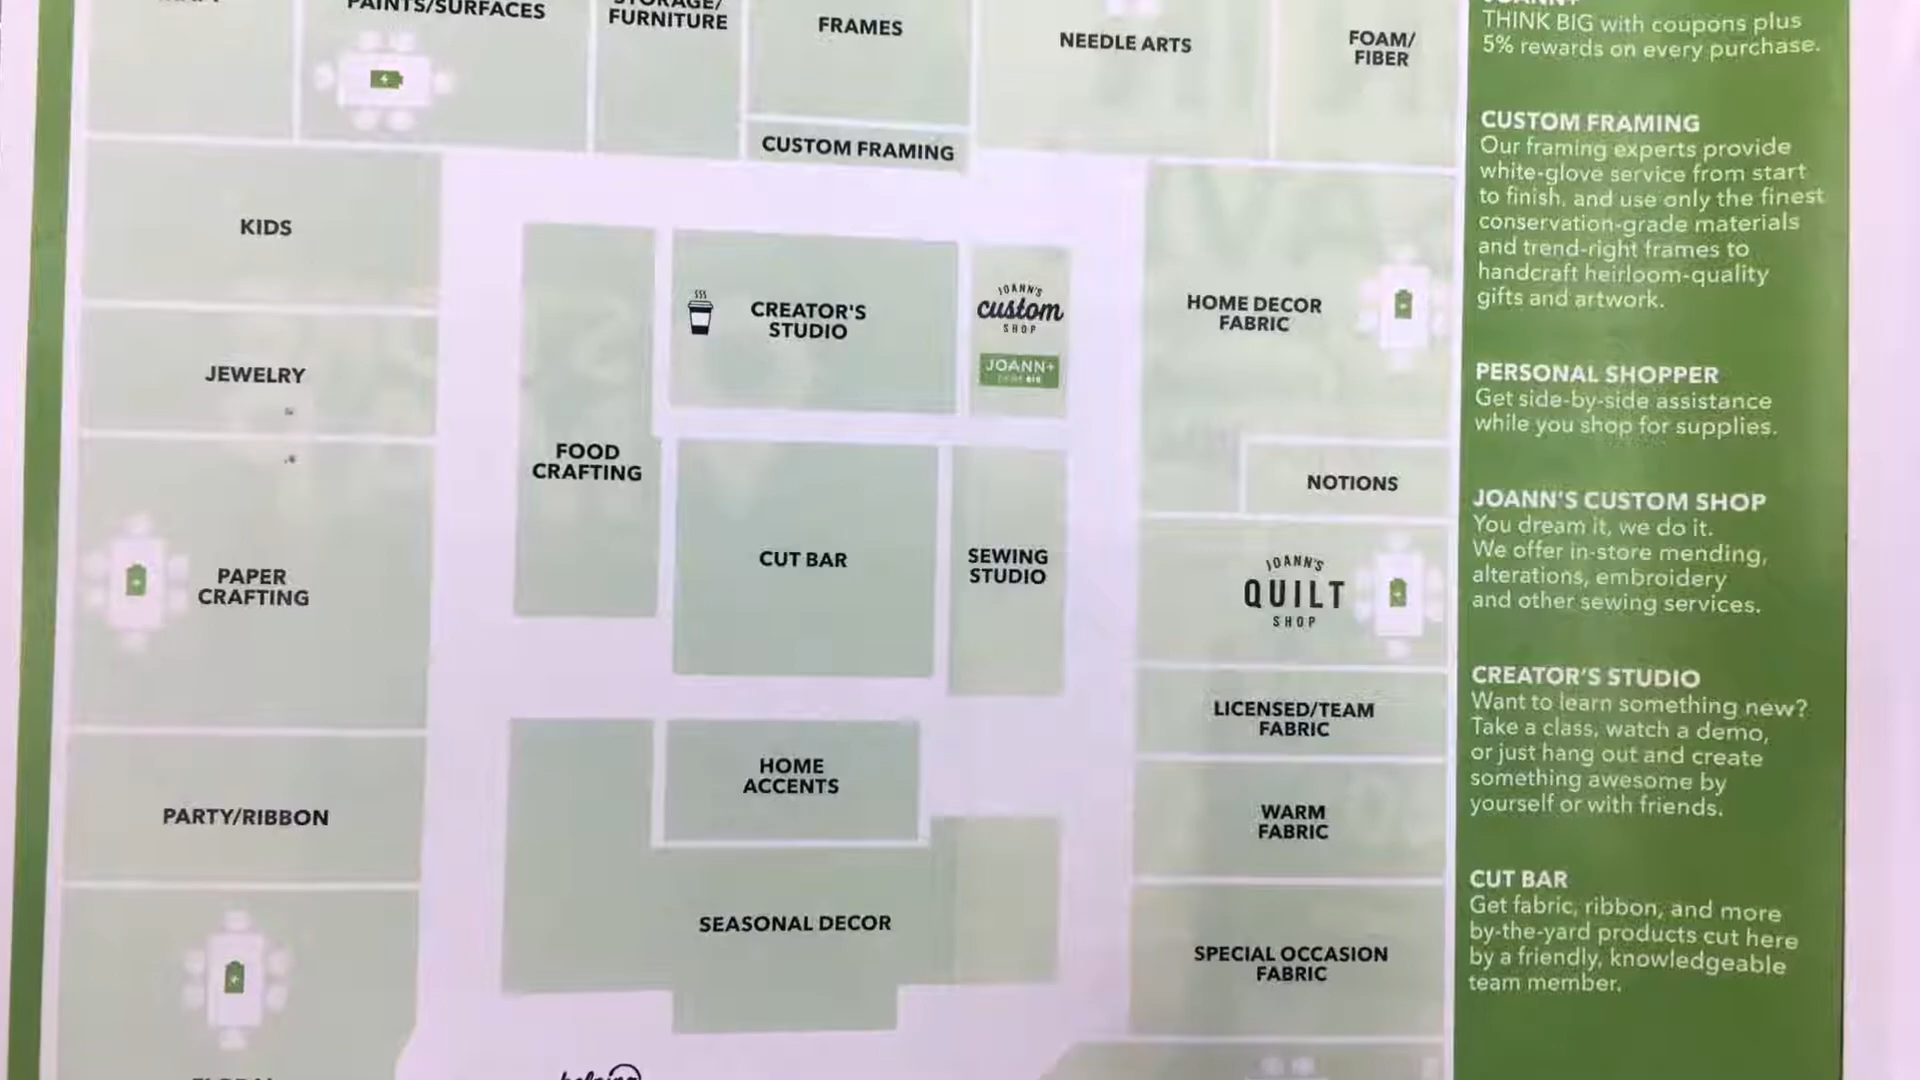 PAINTS/SURFACES
STORAGE/
FURNITURE
FRAMES
NEEDLE ARTS
FOAM/
FIBER
CUSTOM FRAMING
KIDS
JEWELRY
PAPER
CRAFTING
PARTY/RIBBON
FOOD
CRAFTING
CREATOR'S
STUDIO
JOANN'S
custom
SHOP
JOANN+
CUT BAR
SEWING
STUDIO
HOME
ACCENTS
SEASONAL DECOR
HOME DECOR
FABRIC
NOTIONS
JOANN'S
QUILT
SHOP
LICENSED/TEAM
FABRIC
WARM
FABRIC
SPECIAL OCCASION
FABRIC
helping
JOANN+
THINK BIG with coupons plus
5% rewards on every purchase.
CUSTOM FRAMING
Our framing experts provide
white-glove service from start
to finish, and use only the finest
conservation-grade materials
and trend-right frames to
handcraft heirloom-quality
gifts and artwork.
PERSONAL SHOPPER
Get side-by-side assistance
while you shop for supplies.
JOANN'S CUSTOM SHOP
You dream it, we do it.
We offer in-store mending,
alterations, embroidery
and other sewing services.
CREATOR'S STUDIO
Want to learn something new?
Take a class, watch a demo,
or just hang out and create
something awesome by
yourself or with friends.
CUT BAR
Get fabric, ribbon, and more
by-the-yard products cut here
by a friendly, knowledgeable
team member.